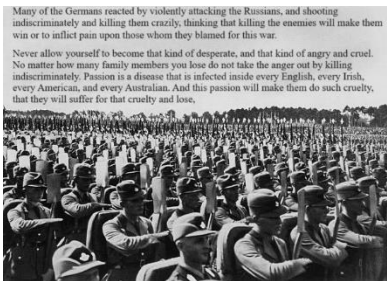 Many of the Germans reacted by violently attacking the Russians, and shooting
indiscriminately and killing them crazily, thinking that killing the enemies will make them
win or to inflict pain upon those whom they blamed for this war.
Never allow yourself to become that kind of desperate, and that kind of angry and cruel.
No matter how many family members you lose do not take the anger out by killing
indiscriminately. Passion is a disease that is infected inside every English, every Irish,
every American, and every Australian. And this passion will make them do such cruelty,
that they will suffer for that cruelty and lose,